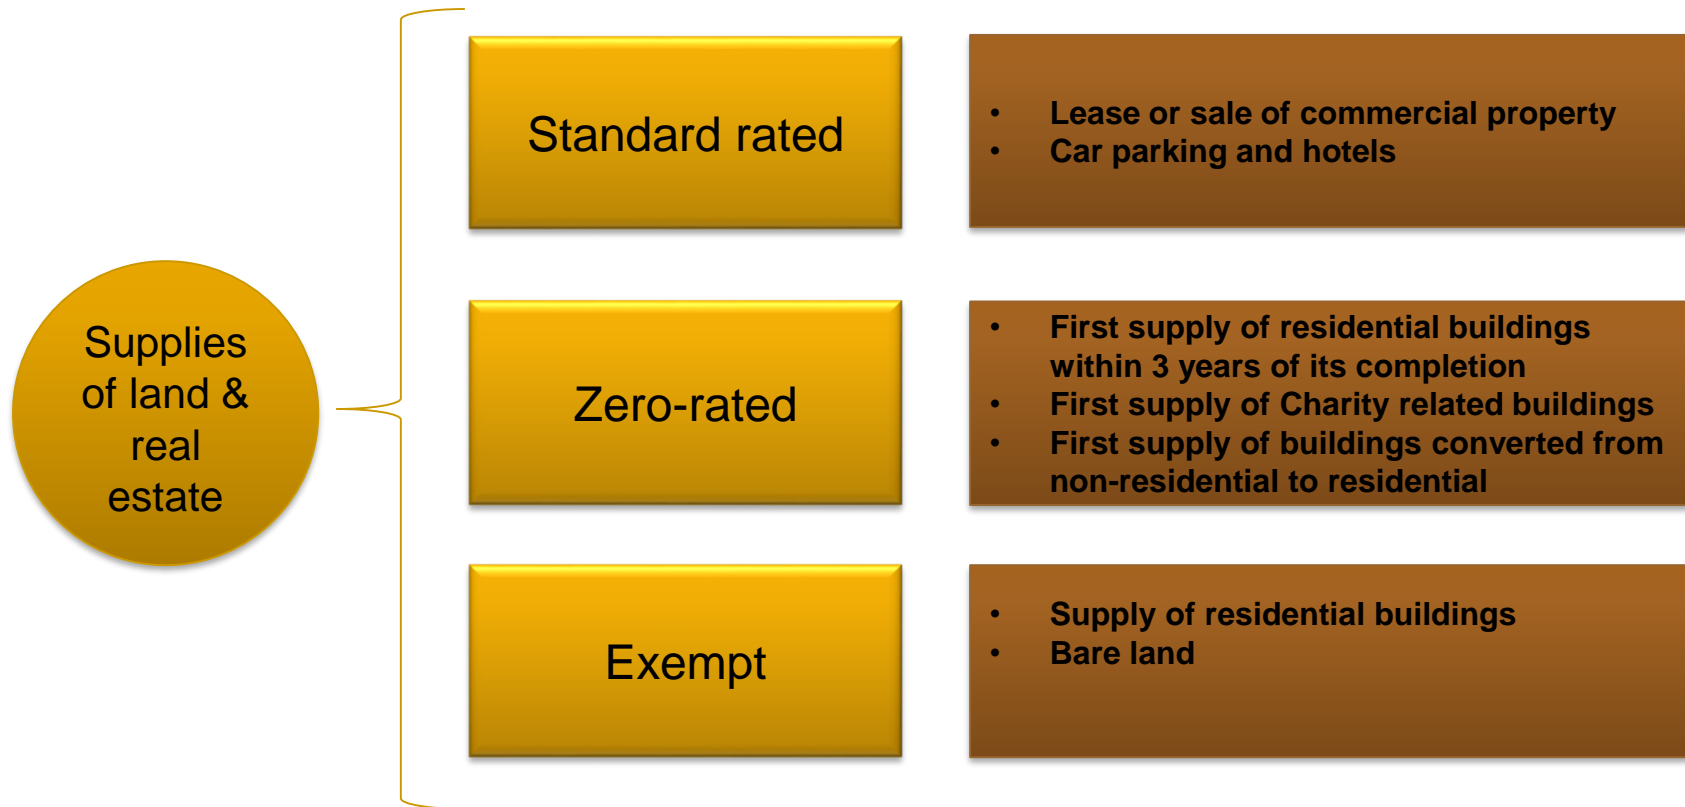 Supplies
of land &
real
estate
Standard rated
• Lease or sale of commercial property
• Car parking and hotels
Zero-rated
• First supply of residential buildings
within 3 years of its completion
• First supply of Charity related buildings
• First supply of buildings converted from
non-residential to residential
Exempt
• Supply of residential buildings
• Bare land